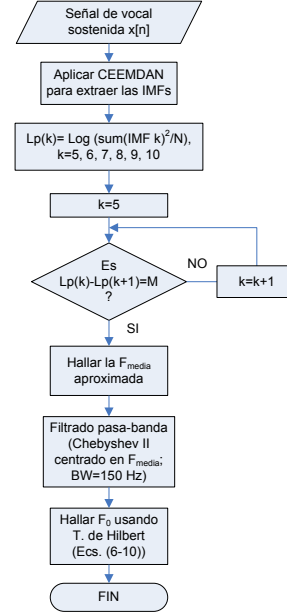 Señal de vocal
sostenida x[n]
Aplicar CEEMDAN
para extraer las IMFs
Lp(k)= Log (sum(IMF k)²/N),
k=5, 6, 7, 8, 9, 10
k=5
Es
Lp(k)-Lp(k+1)=M
?
NO
k=k+1
SI
Hallar la Fmedia
aproximada
Filtrado pasa-banda
(Chebyshev II
centrado en Fmedia;
BW=150 Hz)
Hallar F0 usando
T. de Hilbert
(Ecs. (6-10))
FIN